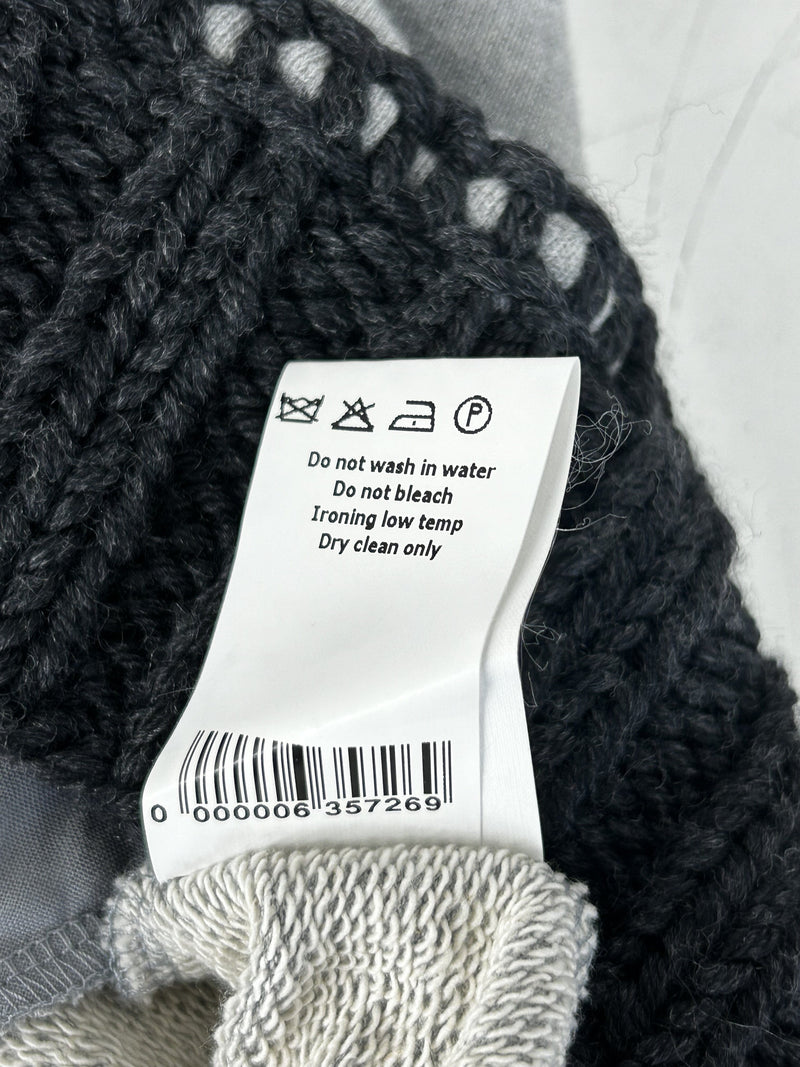 P
Do not wash in water
Do not bleach
Ironing low temp
Dry clean only
0 000006 357269